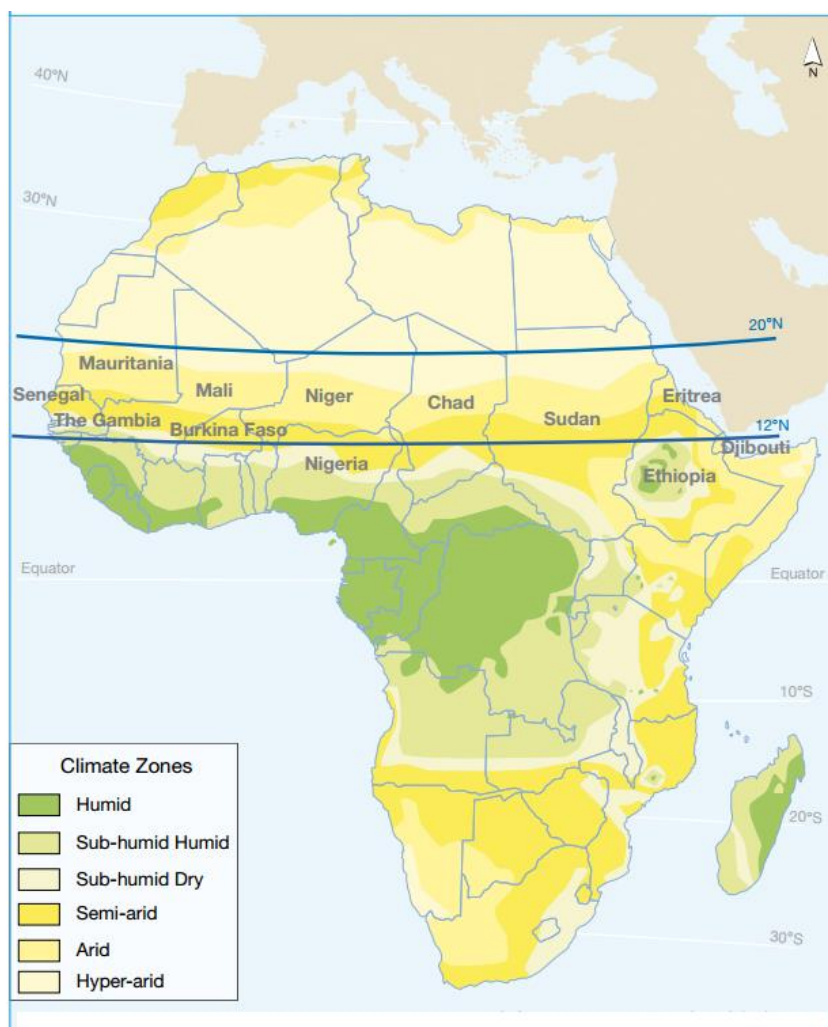 N
40°N
30°N
20°N
Mauritania
Mali
Niger
Chad
Sudan
Eritrea
Senegal
The Gambia
Burkina Faso
12°N
Djibouti
Nigeria
Ethiopia
Equator
Equator
10°S
20°S
30°S
Climate Zones
Humid
Sub-humid Humid
Sub-humid Dry
Semi-arid
Arid
Hyper-arid